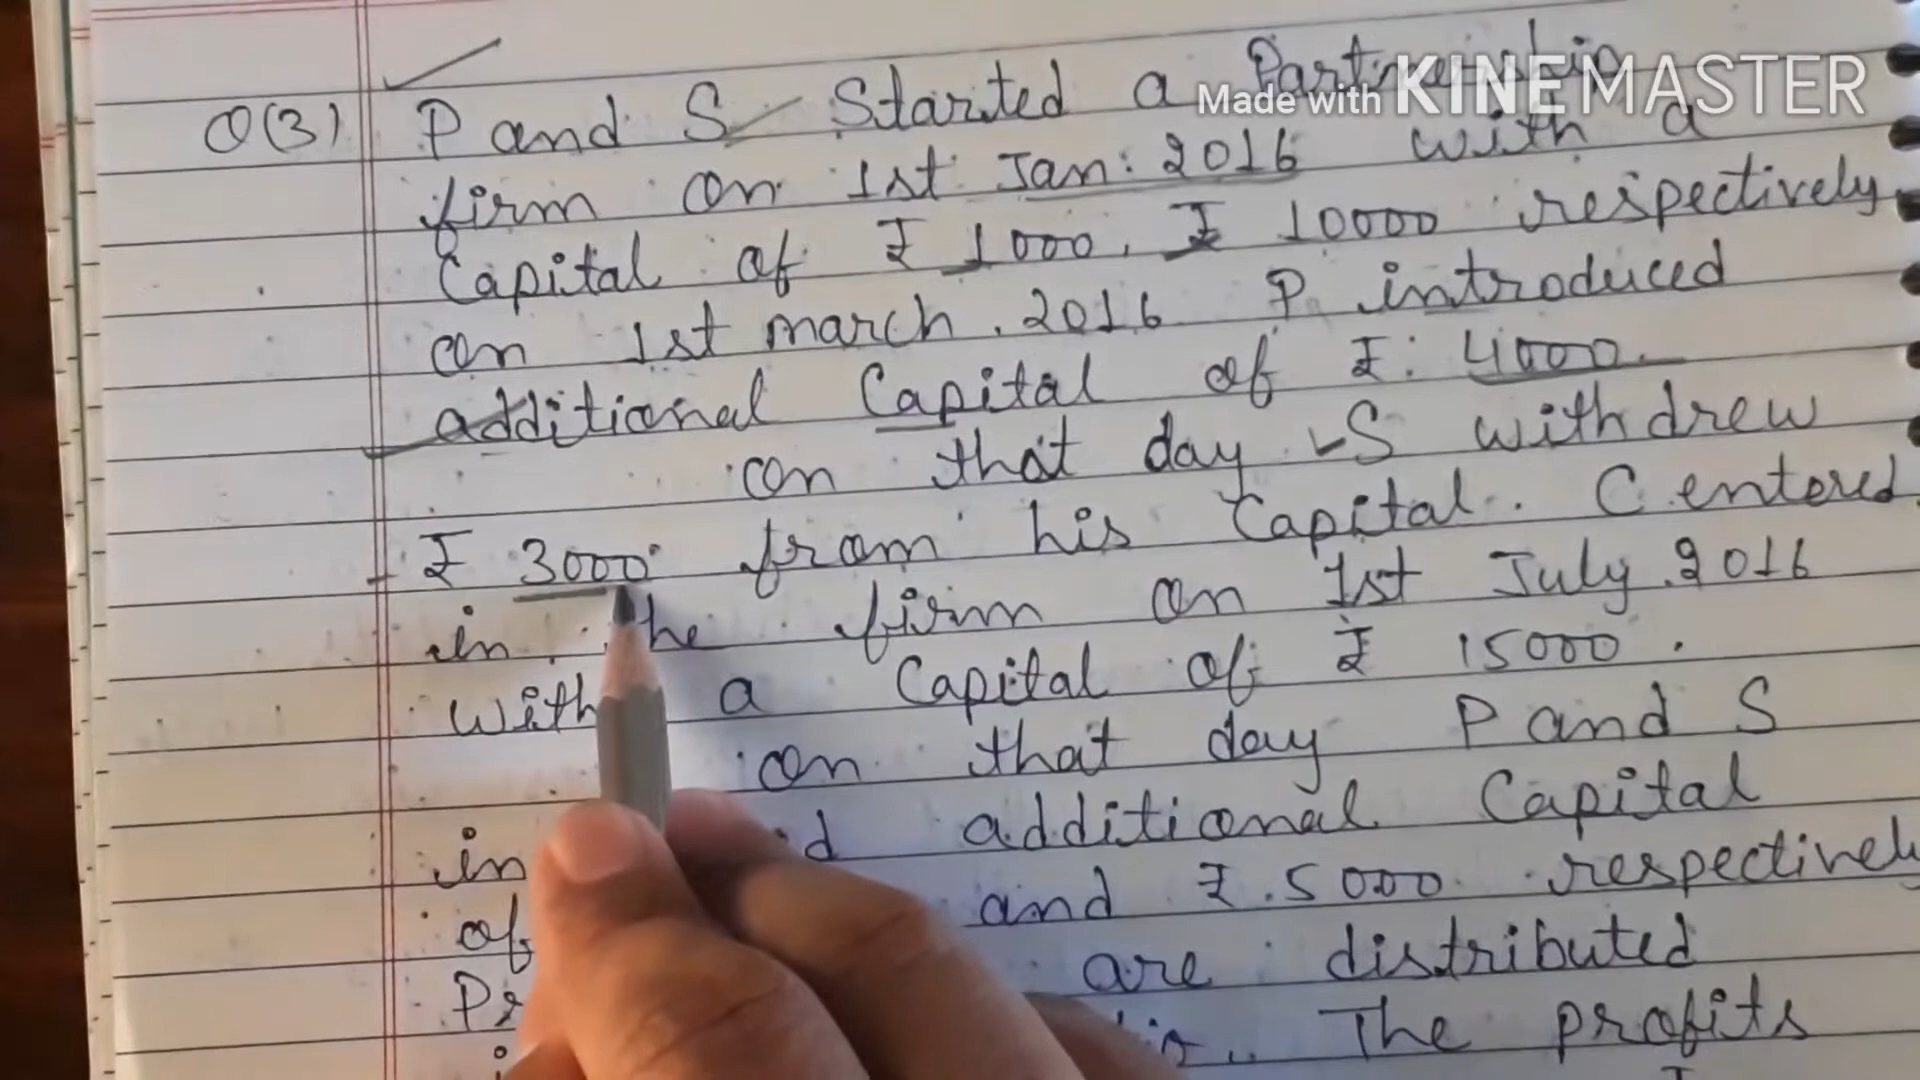 Made with KINEMASTER
Q(3) P and S Started a Partnership
firm on 1st Jan: 2016 with a
Capital of ₹ 1000, ₹ 10000 respectively
on 1st march. 2016 P introduced
additional Capital of ₹: 4000.
on that day S withdrew
₹ 3000 from his Capital. C entered
in the firm on 1st July. 2016
with a Capital of ₹ 15000.
on that day P and S
additional Capital
of and ₹.5000 respectively
are distributed
The profits